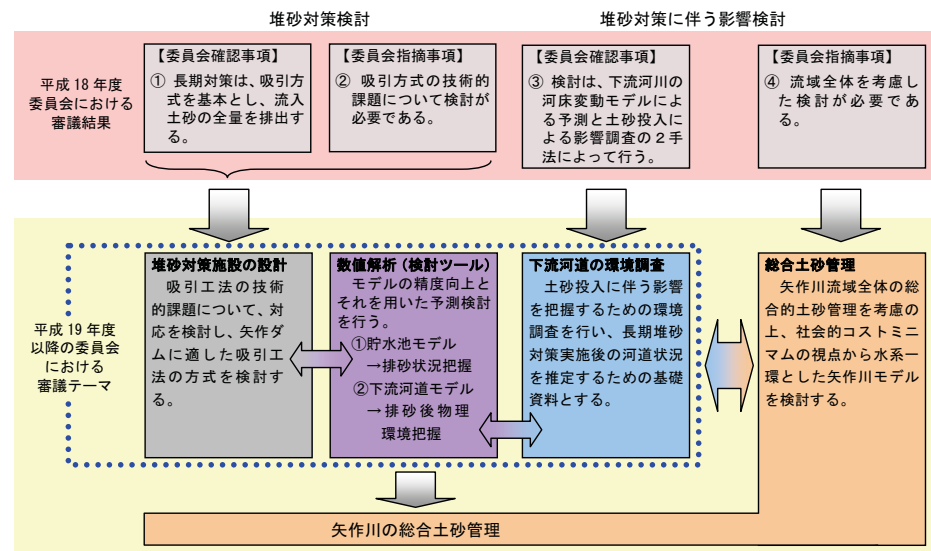 堆砂対策検討
堆砂対策に伴う影響検討
平成18年度
委員会における
審議結果
【委員会確認事項】
① 長期対策は、吸引方
式を基本とし、流入
土砂の全量を排出す
る。
【委員会指摘事項】
② 吸引方式の技術的
課題について検討が
必要である。
【委員会確認事項】
③ 検討は、下流河川の
河床変動モデルによ
る予測と土砂投入に
よる影響調査の2手
法によって行う。
【委員会指摘事項】
④ 流域全体を考慮し
た検討が必要であ
る。
平成19年度
以降の委員会
における
審議テーマ
堆砂対策施設の設計
吸引工法の技術
的課題について、対
応を検討し、矢作ダ
ムに適した吸引工
法の方式を検討す
る。
数値解析(検討ツール)
モデルの精度向上と
それを用いた予測検討
を行う。
①貯水池モデル
→排砂状況把握
②下流河道モデル
→排砂後物理
環境把握
下流河道の環境調査
土砂投入に伴う影響
を把握するための環境
調査を行い、長期堆砂
対策実施後の河道状況
を推定するための基礎
資料とする。
総合土砂管理
矢作川流域全体の総
合的土砂管理を考慮の
上、社会的コストミニ
マムの視点から水系一
環とした矢作川モデル
を検討する。
矢作川の総合土砂管理